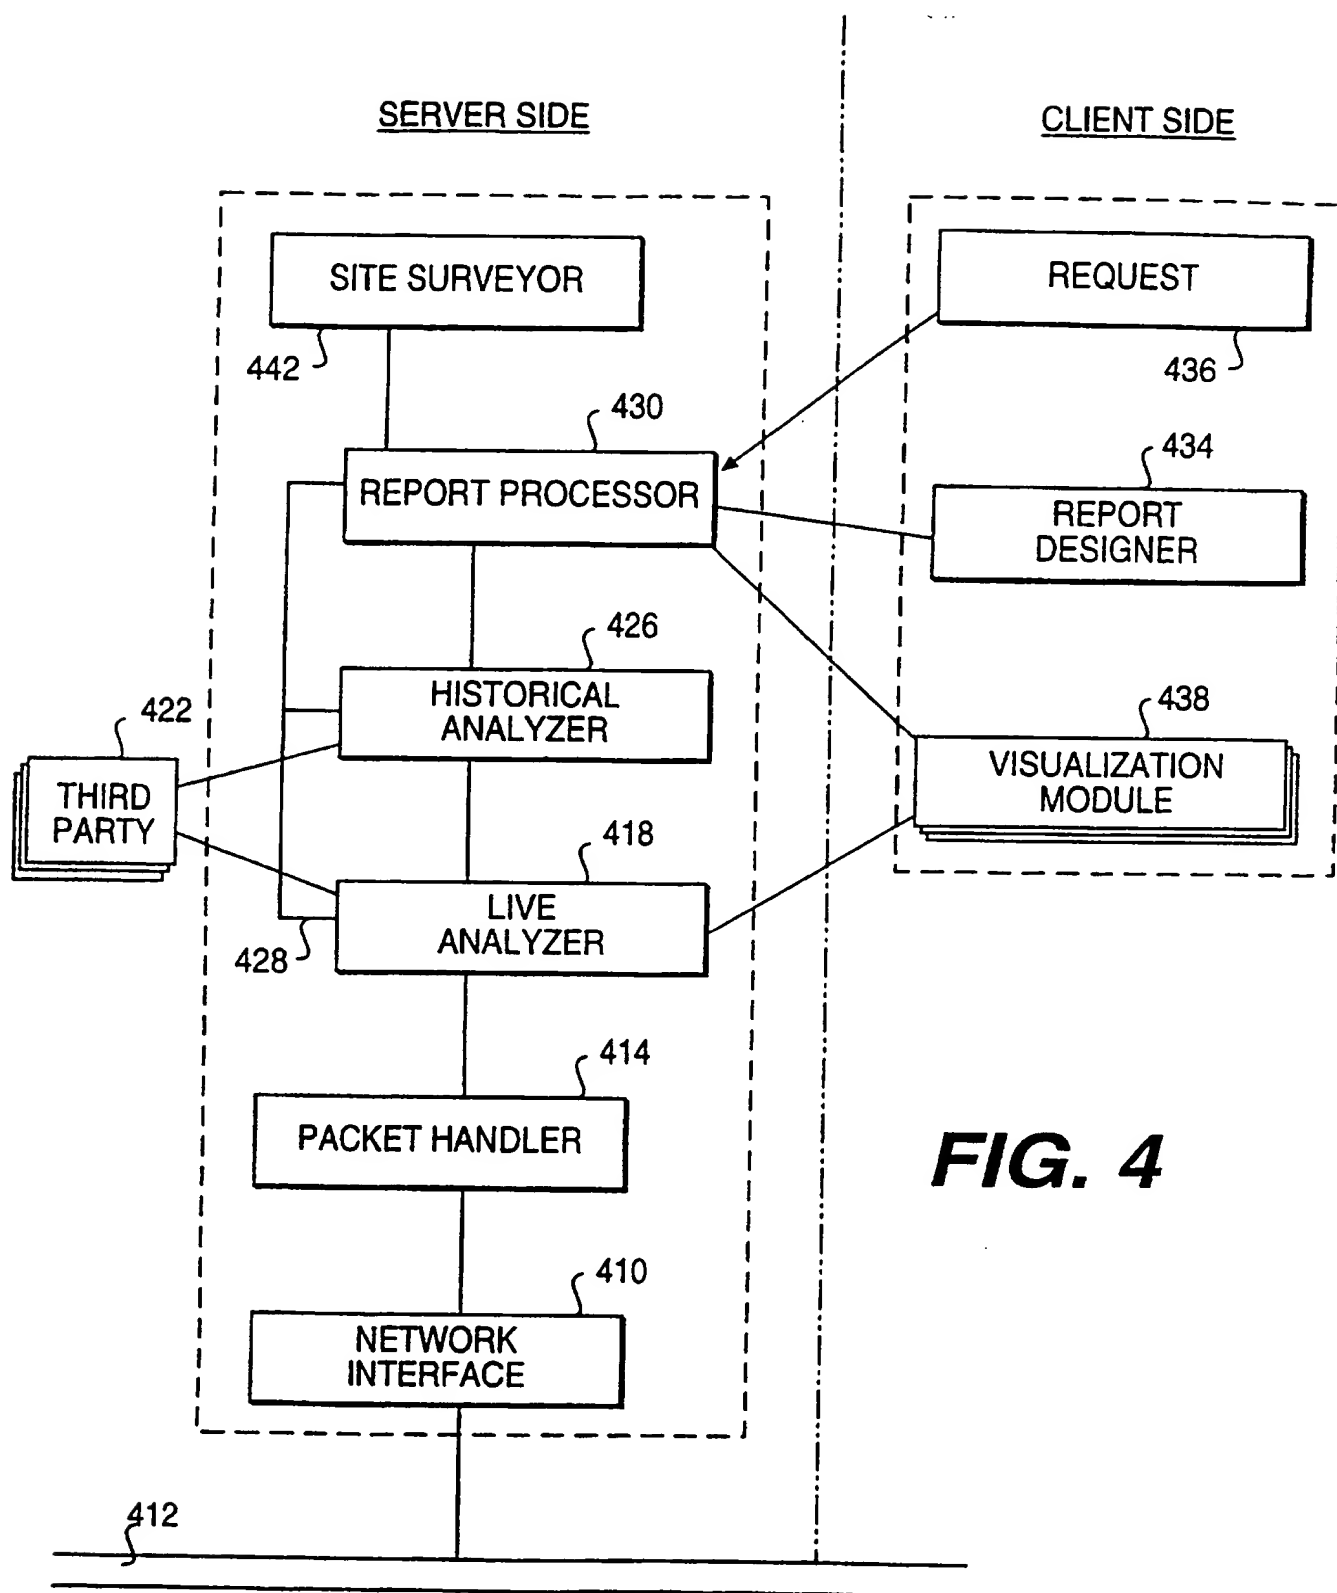 SERVER SIDE
CLIENT SIDE
SITE SURVEYOR
442
REQUEST
436
430
REPORT PROCESSOR
434
REPORT
DESIGNER
426
HISTORICAL
ANALYZER
422
THIRD
PARTY
438
VISUALIZATION
MODULE
418
LIVE
ANALYZER
428
414
PACKET HANDLER
FIG. 4
410
NETWORK
INTERFACE
412